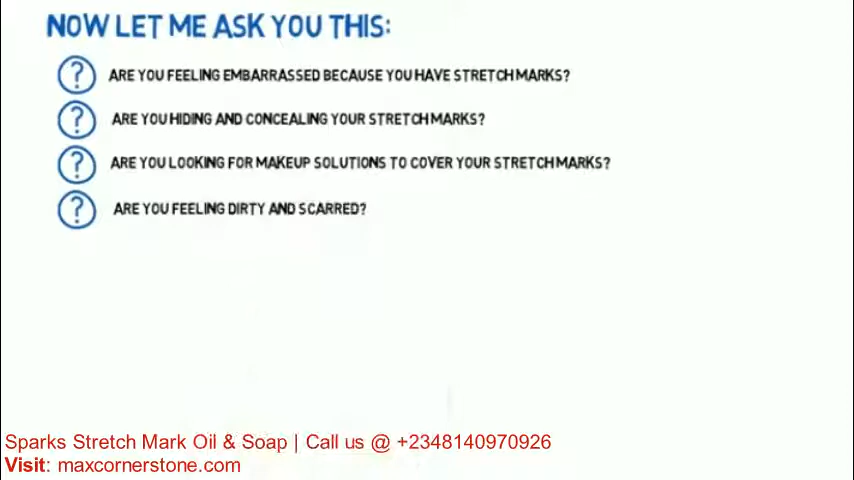 NOW LET ME ASK YOU THIS:
? ARE YOU FEELING EMBARRASSED BECAUSE YOU HAVE STRETCH MARKS?
? ARE YOU HIDING AND CONCEALING YOUR STRETCH MARKS?
? ARE YOU LOOKING FOR MAKEUP SOLUTIONS TO COVER YOUR STRETCH MARKS?
? ARE YOU FEELING DIRTY AND SCARRED?
Sparks Stretch Mark Oil & Soap | Call us @ +2348140970926
Visit: maxcornerstone.com